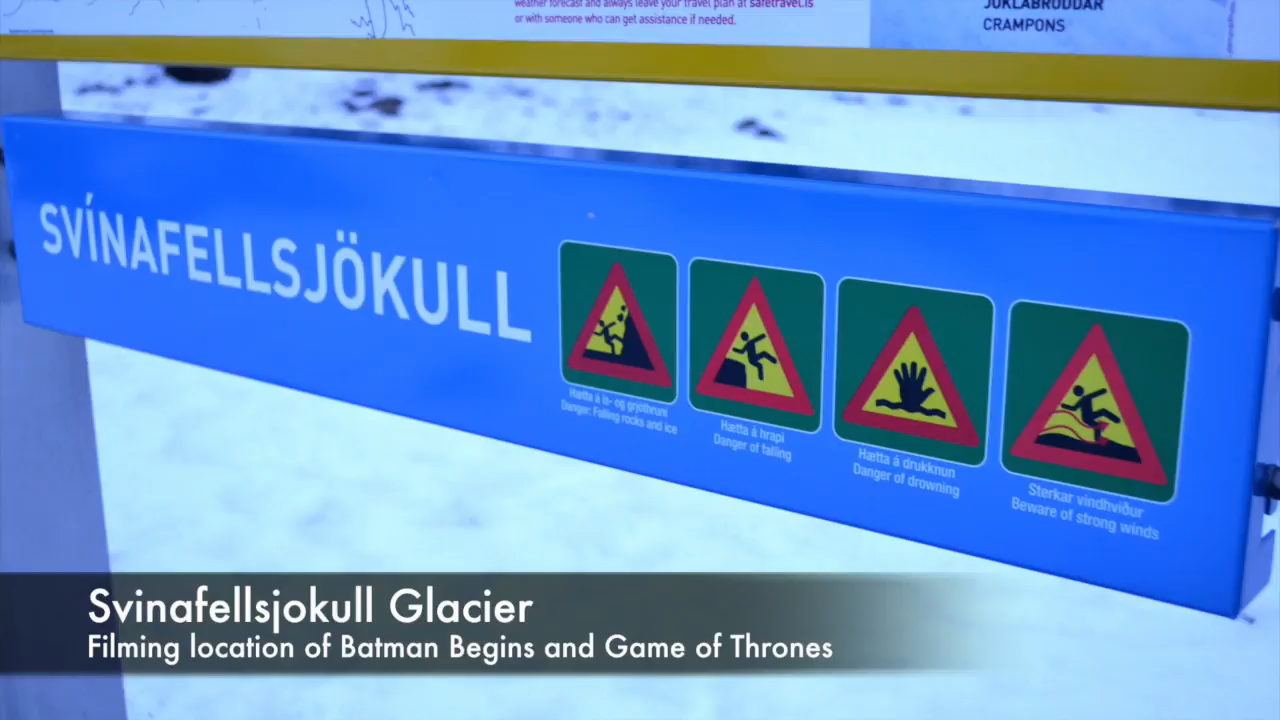 weather forecast and always leave your travel plan at safetravel.is
or with someone who can get assistance if needed.
JÖKLABRODDAR
CRAMPONS
SVÍNAFELLSJÖKULL
Hætta á ís- og grjóthruni
Danger: Falling rocks and ice
Hætta á hrapi
Danger of falling
Hætta á drukknun
Danger of drowning
Sterkar vindhviður
Beware of strong winds
Svinafellsjokull Glacier
Filming location of Batman Begins and Game of Thrones